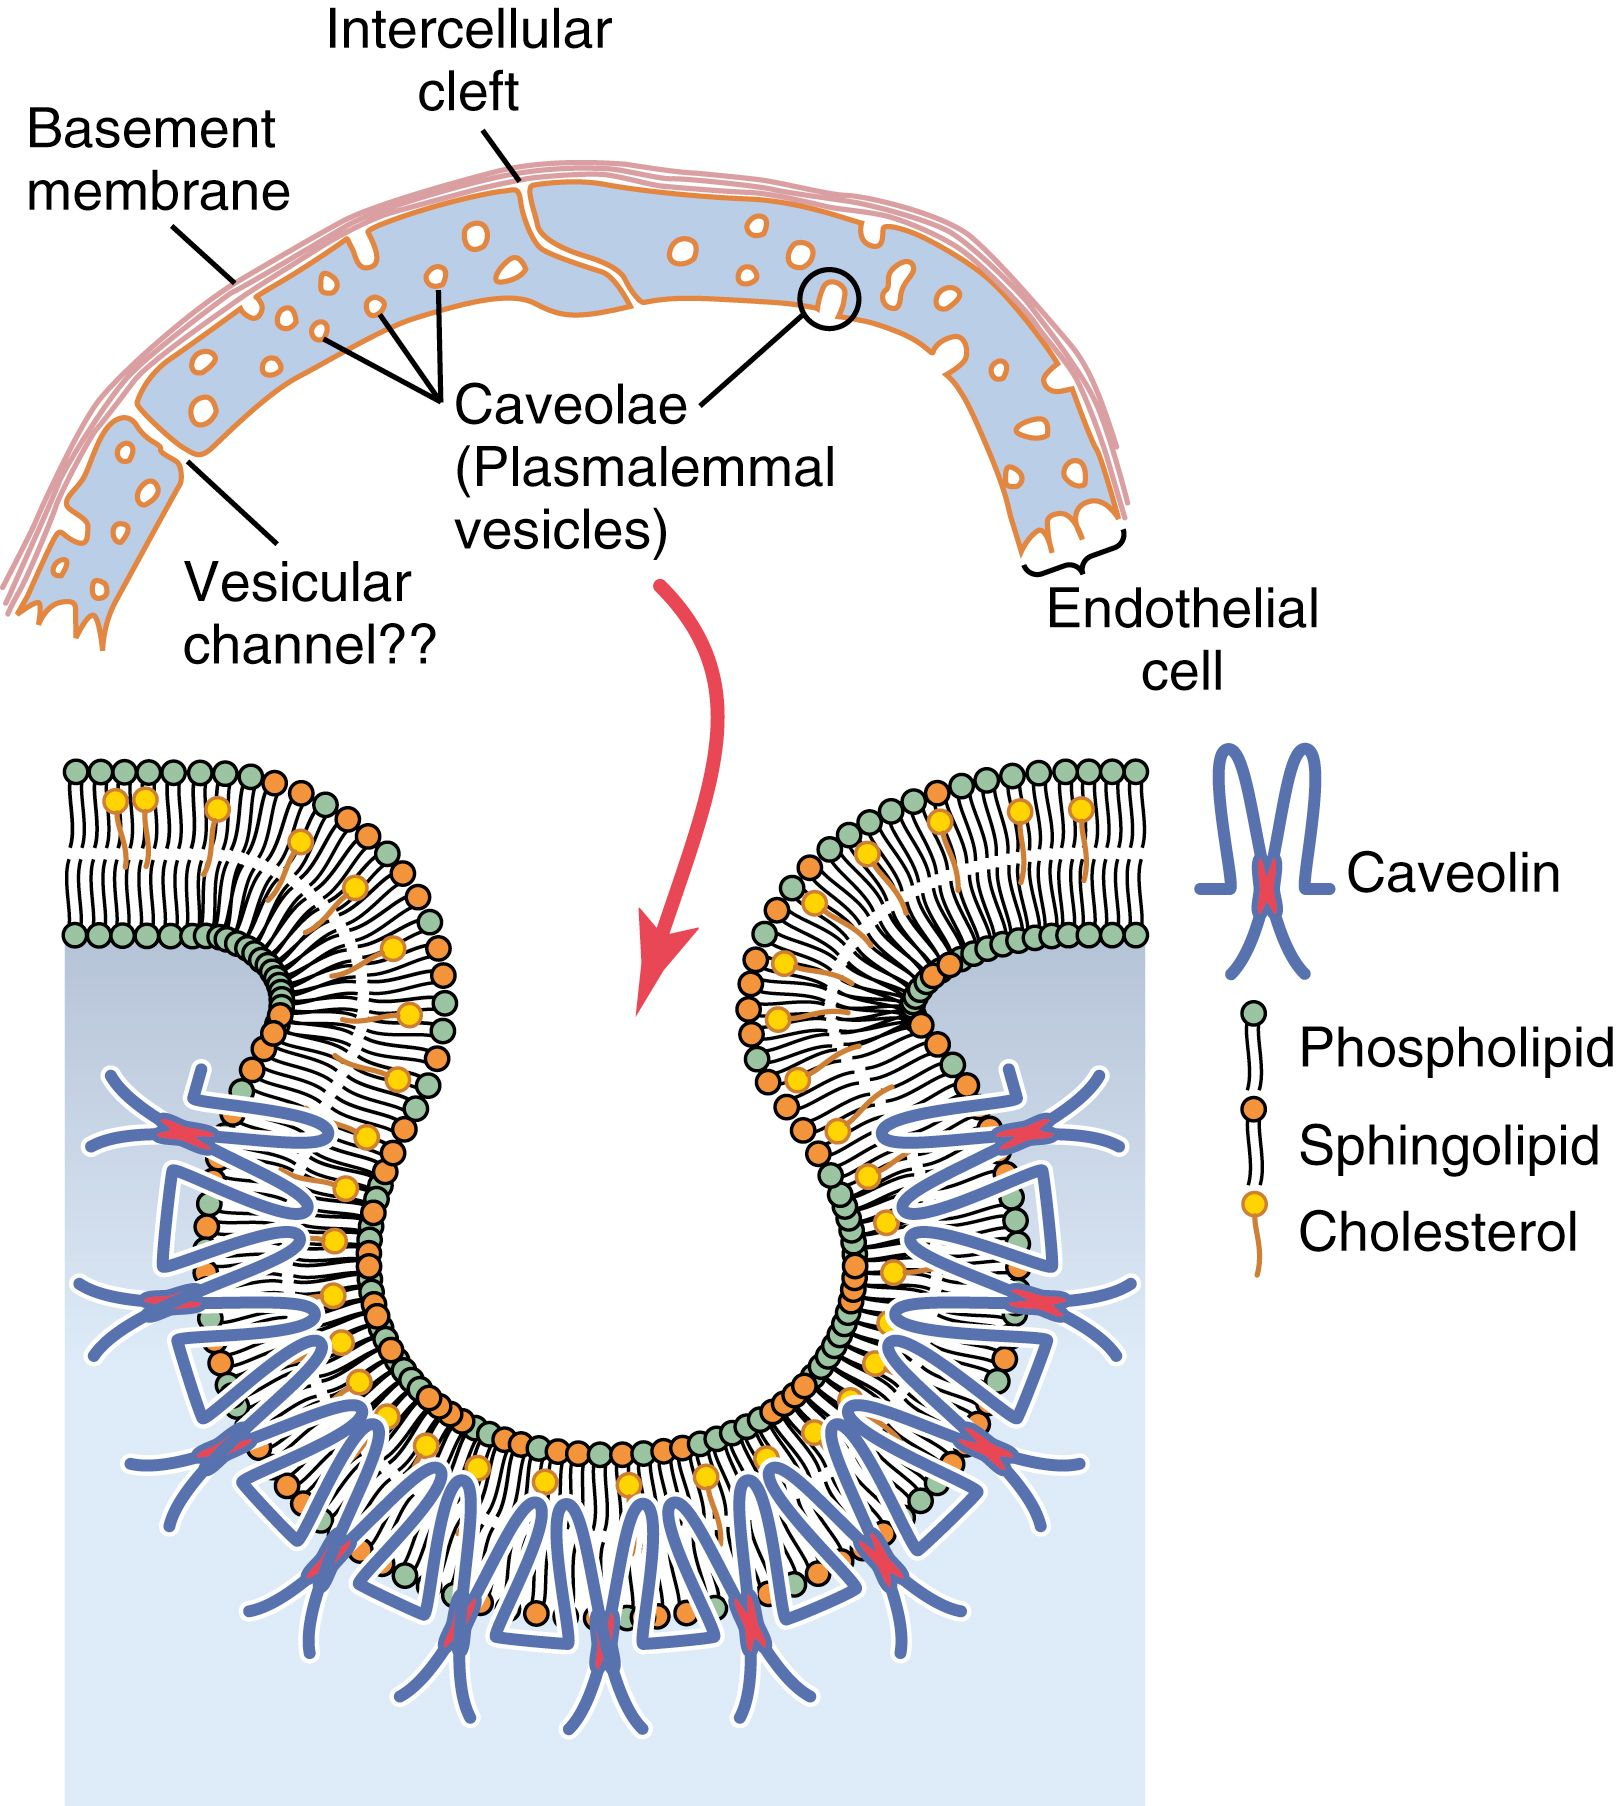 Intercellular
cleft
Basement
membrane
Caveolae
(Plasmalemmal
vesicles)
Vesicular
channel??
Endothelial
cell
Caveolin
Phospholipid
Sphingolipid
Cholesterol